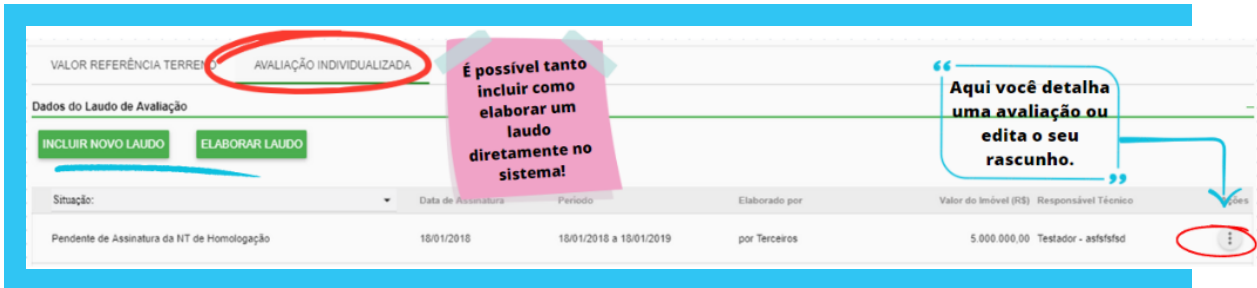 VALOR REFERÊNCIA TERRENO
AVALIAÇÃO INDIVIDUALIZADA
É possível tanto
incluir como
elaborar um
laudo
diretamente no
sistema!
Aqui você detalha
uma avaliação ou
edita o seu
rascunho.
Dados do Laudo de Avaliação
INCLUIR NOVO LAUDO
ELABORAR LAUDO
Situação:
Data de Assinatura
Período
Elaborado por
Valor do Imóvel (R$)
Responsável Técnico
Ações
Pendente de Assinatura da NT de Homologação
18/01/2018
18/01/2018 a 18/01/2019
por Terceiros
5.000.000,00
Testador - asfsfsfsd